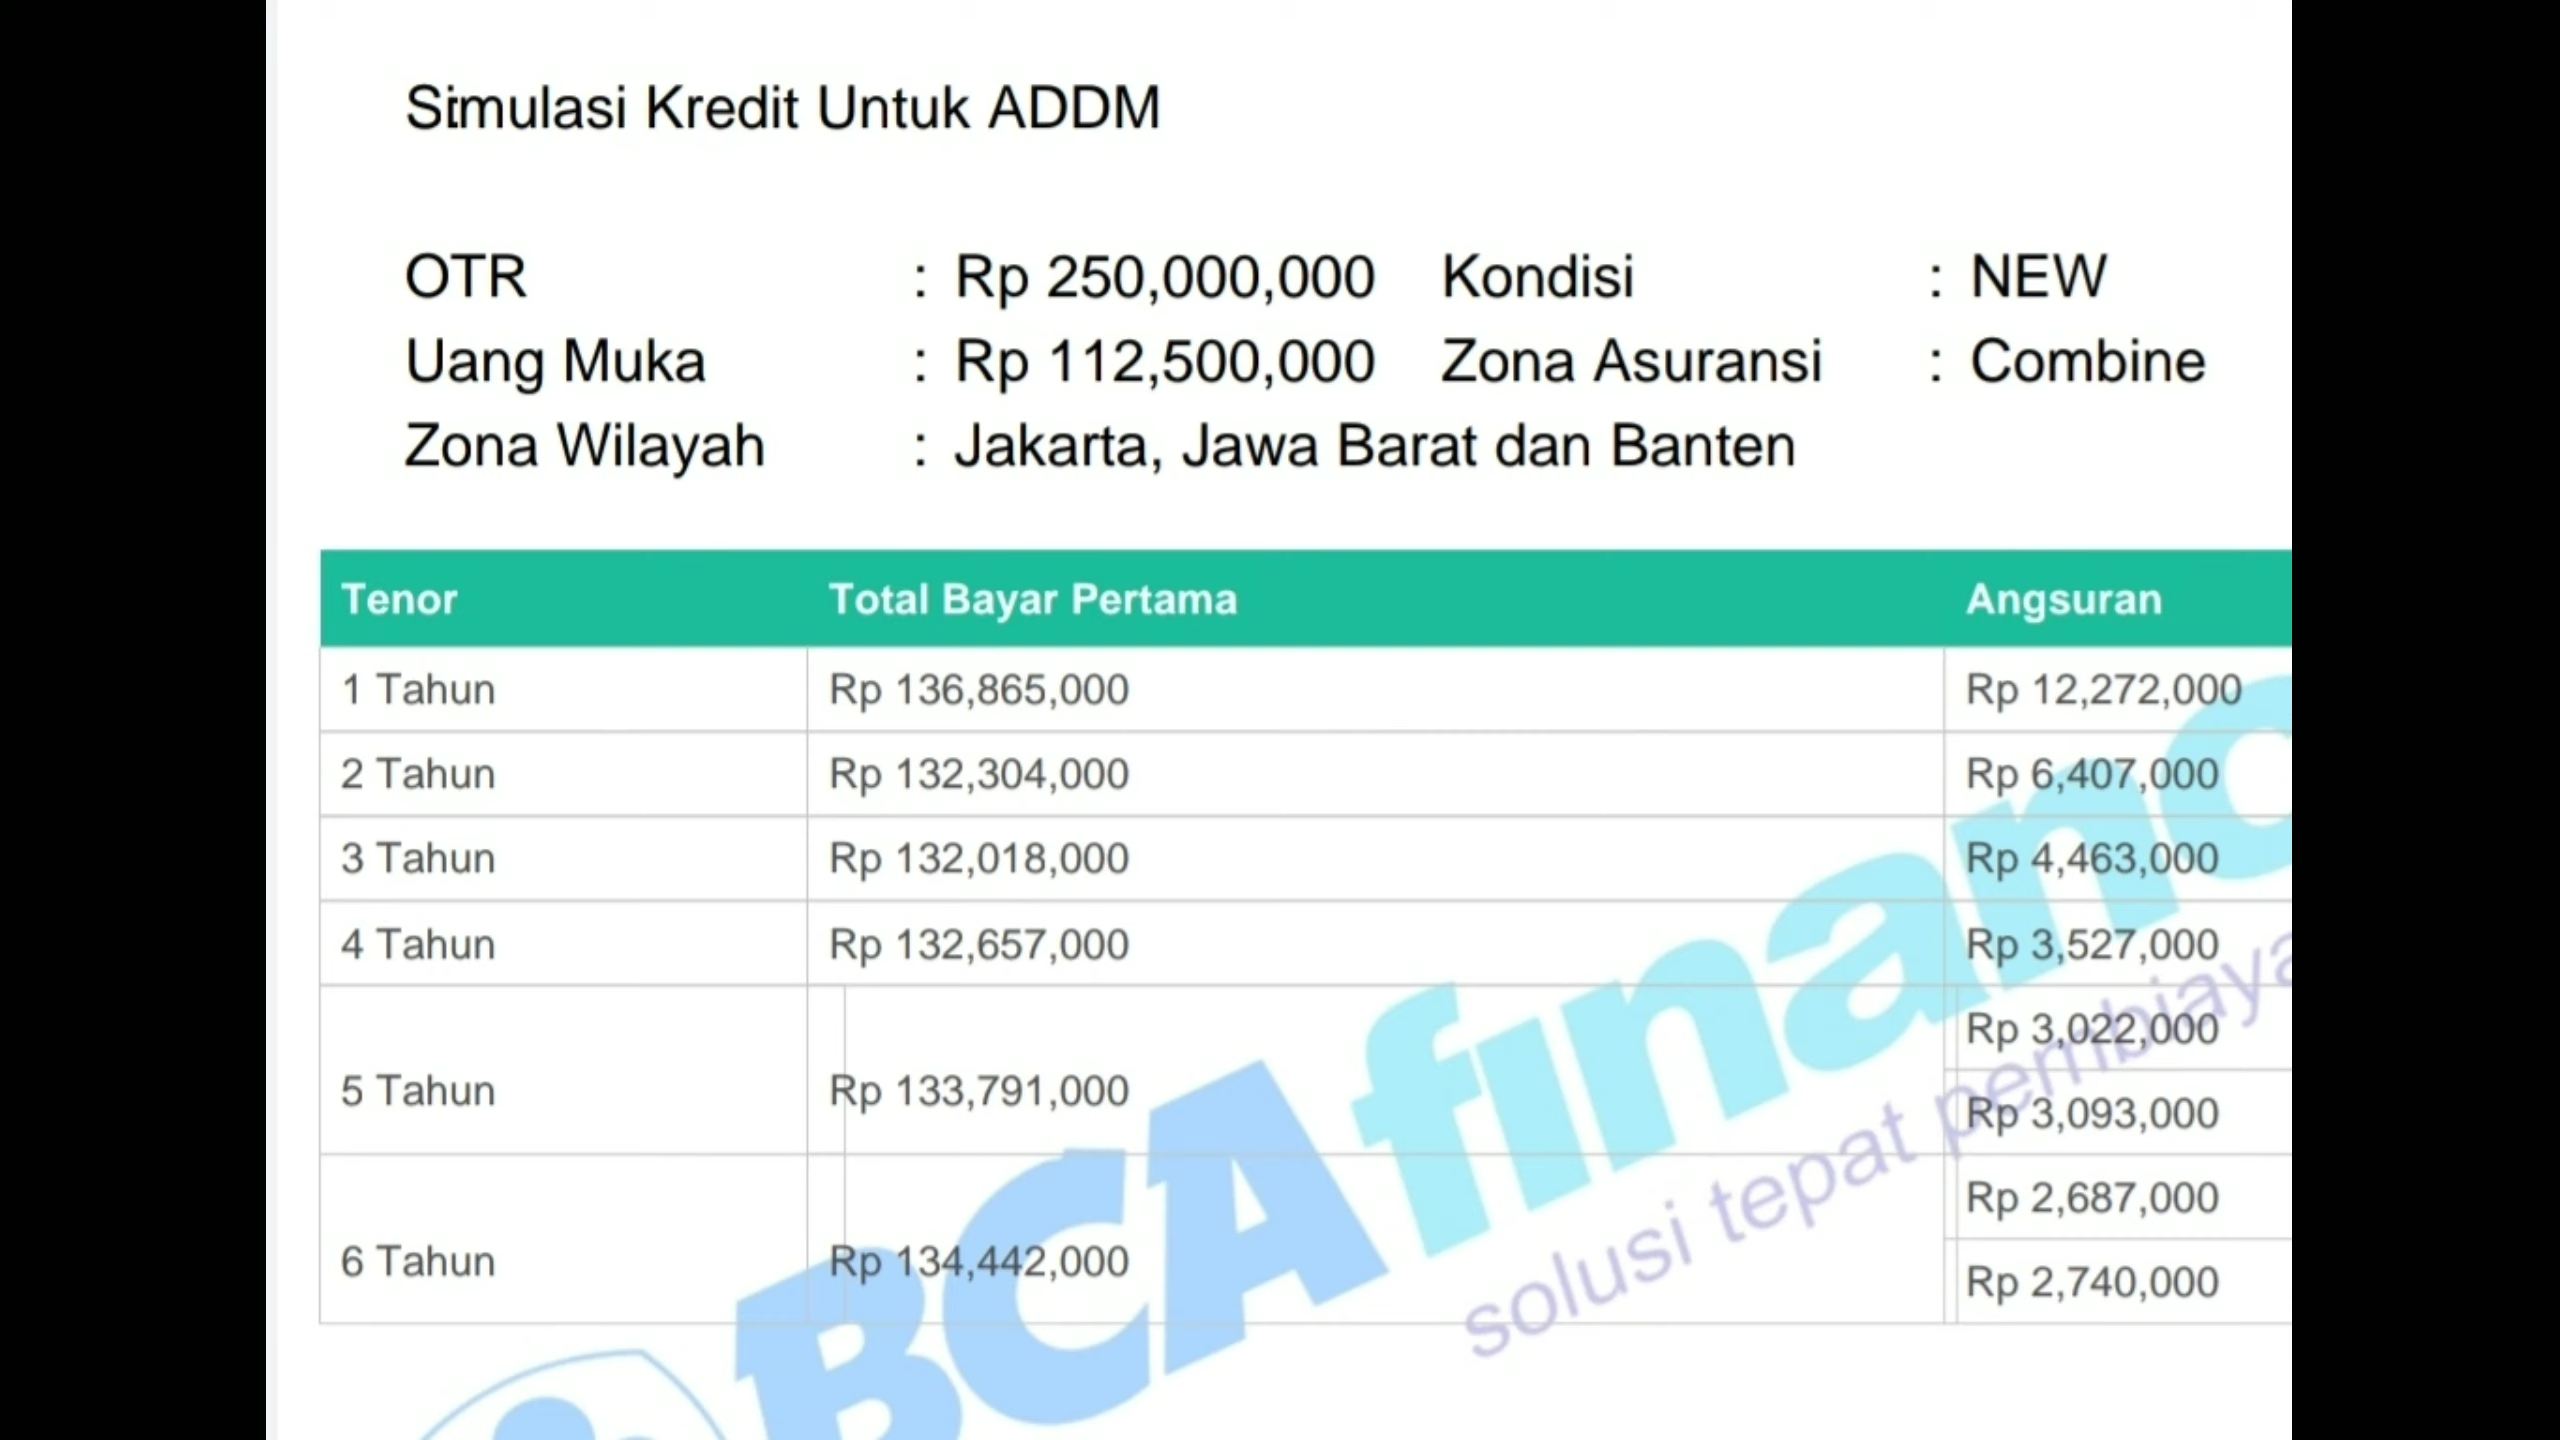 Simulasi Kredit Untuk ADDM
OTR : Rp 250,000,000 Kondisi : NEW
Uang Muka : Rp 112,500,000 Zona Asuransi : Combine
Zona Wilayah : Jakarta, Jawa Barat dan Banten
Tenor Total Bayar Pertama Angsuran
1 Tahun Rp 136,865,000 Rp 12,272,000
2 Tahun Rp 132,304,000 Rp 6,407,000
3 Tahun Rp 132,018,000 Rp 4,463,000
4 Tahun Rp 132,657,000 Rp 3,527,000
5 Tahun Rp 133,791,000 Rp 3,022,000
Rp 3,093,000
6 Tahun Rp 134,442,000 Rp 2,687,000
Rp 2,740,000
BCA financ
solusi tepat pembiaya